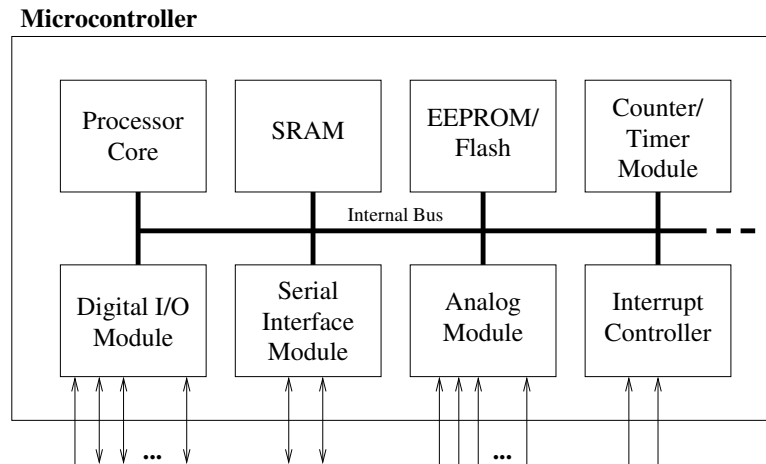 Microcontroller
Processor
Core
SRAM
EEPROM/
Flash
Counter/
Timer
Module
Internal Bus
Digital I/O
Module
Serial
Interface
Module
Analog
Module
Interrupt
Controller
...
...